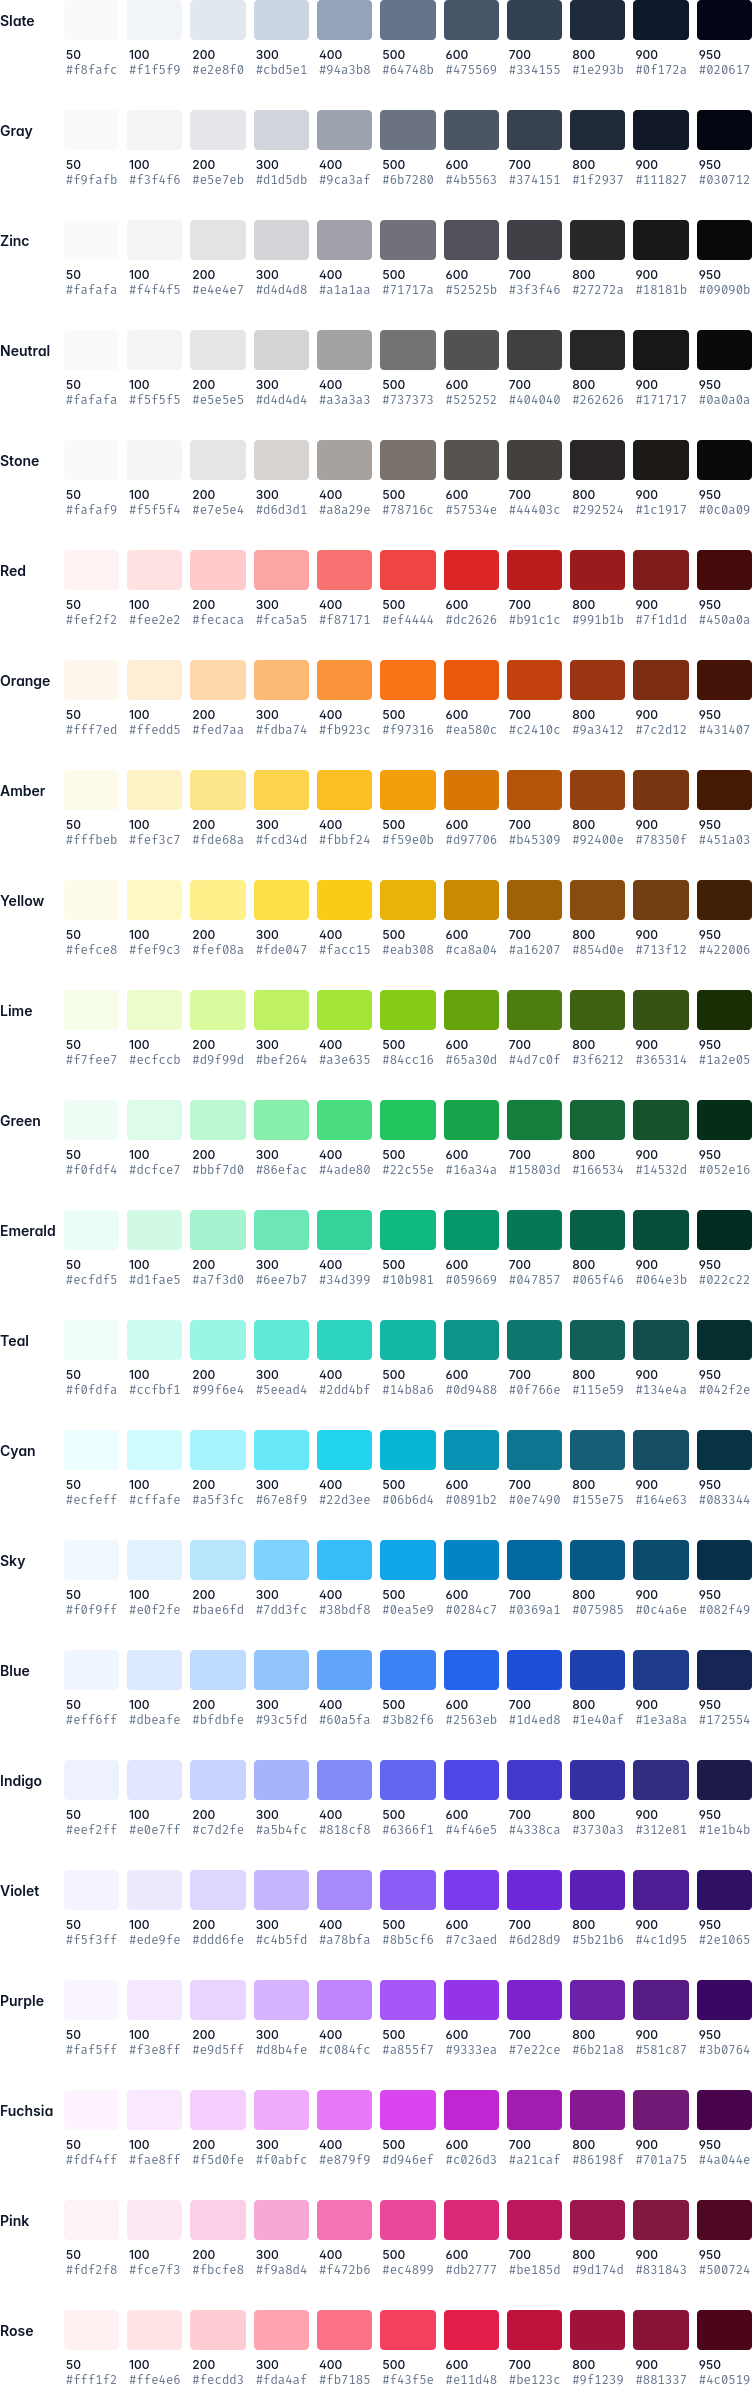 Slate
50 100 200 300 400 500 600 700 800 900 950
#f8fafc #f1f5f9 #e2e8f0 #cbd5e1 #94a3b8 #64748b #475569 #334155 #1e293b #0f172a #020617
Gray
50 100 200 300 400 500 600 700 800 900 950
#f9fafb #f3f4f6 #e5e7eb #d1d5db #9ca3af #6b7280 #4b5563 #374151 #1f2937 #111827 #030712
Zinc
50 100 200 300 400 500 600 700 800 900 950
#fafafa #f4f4f5 #e4e4e7 #d4d4d8 #a1a1aa #71717a #52525b #3f3f46 #27272a #18181b #09090b
Neutral
50 100 200 300 400 500 600 700 800 900 950
#fafafa #f5f5f5 #e5e5e5 #d4d4d4 #a3a3a3 #737373 #525252 #404040 #262626 #171717 #0a0a0a
Stone
50 100 200 300 400 500 600 700 800 900 950
#fafaf9 #f5f5f4 #e7e5e4 #d6d3d1 #a8a29e #78716c #57534e #44403c #292524 #1c1917 #0c0a09
Red
50 100 200 300 400 500 600 700 800 900 950
#fef2f2 #fee2e2 #fecaca #fca5a5 #f87171 #ef4444 #dc2626 #b91c1c #991b1b #7f1d1d #450a0a
Orange
50 100 200 300 400 500 600 700 800 900 950
#fff7ed #ffedd5 #fed7aa #fdba74 #fb923c #f97316 #ea580c #c2410c #9a3412 #7c2d12 #431407
Amber
50 100 200 300 400 500 600 700 800 900 950
#fffbeb #fef3c7 #fde68a #fcd34d #fbbf24 #f59e0b #d97706 #b45309 #92400e #78350f #451a03
Yellow
50 100 200 300 400 500 600 700 800 900 950
#fefce8 #fef9c3 #fef08a #fde047 #facc15 #eab308 #ca8a04 #a16207 #854d0e #713f12 #422006
Lime
50 100 200 300 400 500 600 700 800 900 950
#f7fee7 #ecfccb #d9f99d #bef264 #a3e635 #84cc16 #65a30d #4d7c0f #3f6212 #365314 #1a2e05
Green
50 100 200 300 400 500 600 700 800 900 950
#f0fdf4 #dcfce7 #bbf7d0 #86efac #4ade80 #22c55e #16a34a #15803d #166534 #14532d #052e16
Emerald
50 100 200 300 400 500 600 700 800 900 950
#ecfdf5 #d1fae5 #a7f3d0 #6ee7b7 #34d399 #10b981 #059669 #047857 #065f46 #064e3b #022c22
Teal
50 100 200 300 400 500 600 700 800 900 950
#f0fdfa #ccfbf1 #99f6e4 #5eead4 #2dd4bf #14b8a6 #0d9488 #0f766e #115e59 #134e4a #042f2e
Cyan
50 100 200 300 400 500 600 700 800 900 950
#ecfeff #cffafe #a5f3fc #67e8f9 #22d3ee #06b6d4 #0891b2 #0e7490 #155e75 #164e63 #083344
Sky
50 100 200 300 400 500 600 700 800 900 950
#f0f9ff #e0f2fe #bae6fd #7dd3fc #38bdf8 #0ea5e9 #0284c7 #0369a1 #075985 #0c4a6e #082f49
Blue
50 100 200 300 400 500 600 700 800 900 950
#eff6ff #dbeafe #bfdbfe #93c5fd #60a5fa #3b82f6 #2563eb #1d4ed8 #1e40af #1e3a8a #172554
Indigo
50 100 200 300 400 500 600 700 800 900 950
#eef2ff #e0e7ff #c7d2fe #a5b4fc #818cf8 #6366f1 #4f46e5 #4338ca #3730a3 #312e81 #1e1b4b
Violet
50 100 200 300 400 500 600 700 800 900 950
#f5f3ff #ede9fe #ddd6fe #c4b5fd #a78bfa #8b5cf6 #7c3aed #6d28d9 #5b21b6 #4c1d95 #2e1065
Purple
50 100 200 300 400 500 600 700 800 900 950
#faf5ff #f3e8ff #e9d5ff #d8b4fe #c084fc #a855f7 #9333ea #7e22ce #6b21a8 #581c87 #3b0764
Fuchsia
50 100 200 300 400 500 600 700 800 900 950
#fdf4ff #fae8ff #f5d0fe #f0abfc #e879f9 #d946ef #c026d3 #a21caf #86198f #701a75 #4a044e
Pink
50 100 200 300 400 500 600 700 800 900 950
#fdf2f8 #fce7f3 #fbcfe8 #f9a8d4 #f472b6 #ec4899 #db2777 #be185d #9d174d #831843 #500724
Rose
50 100 200 300 400 500 600 700 800 900 950
#fff1f2 #ffe4e6 #fecdd3 #fda4af #fb7185 #f43f5e #e11d48 #be123c #9f1239 #881337 #4c0519